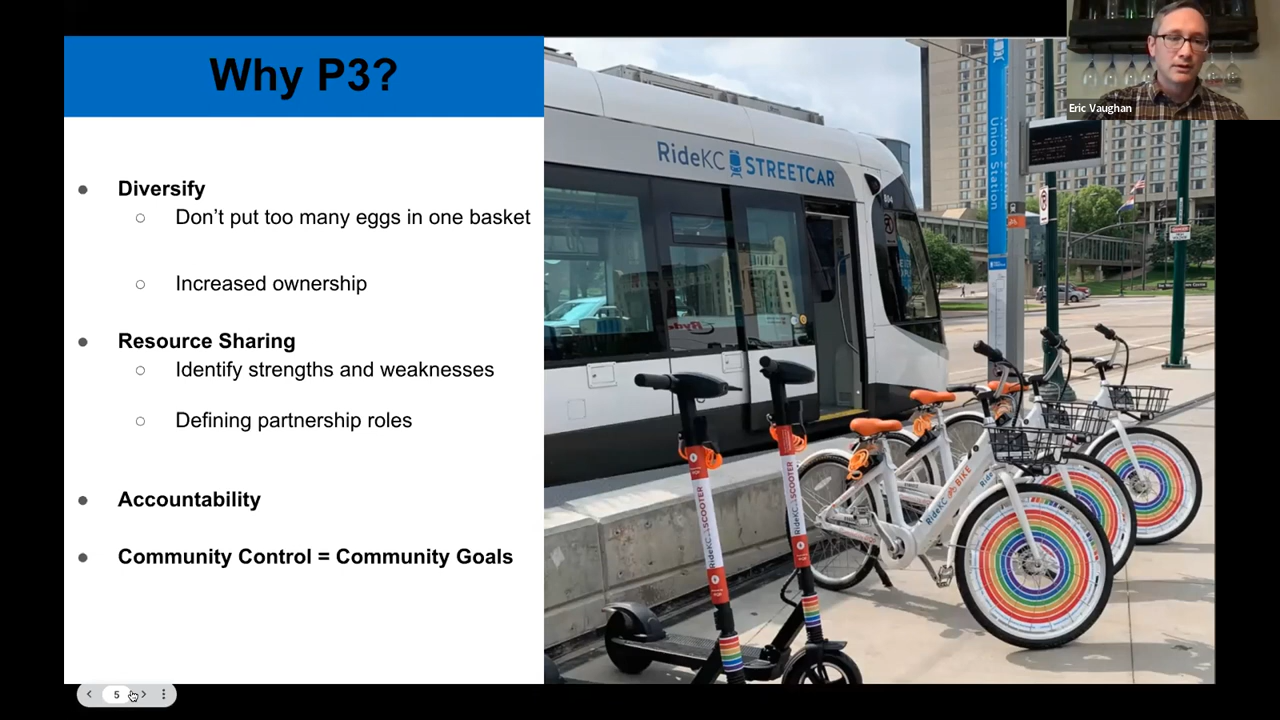 Why P3?
Diversify
Don't put too many eggs in one basket
Increased ownership
Resource Sharing
Identify strengths and weaknesses
Defining partnership roles
Accountability
Community Control = Community Goals
RideKC STREETCAR
804
Union Station
RideKC SCOOTER
RideKC SCOOTER
RideKC BIKE
Ryde
Eric Vaughan
5